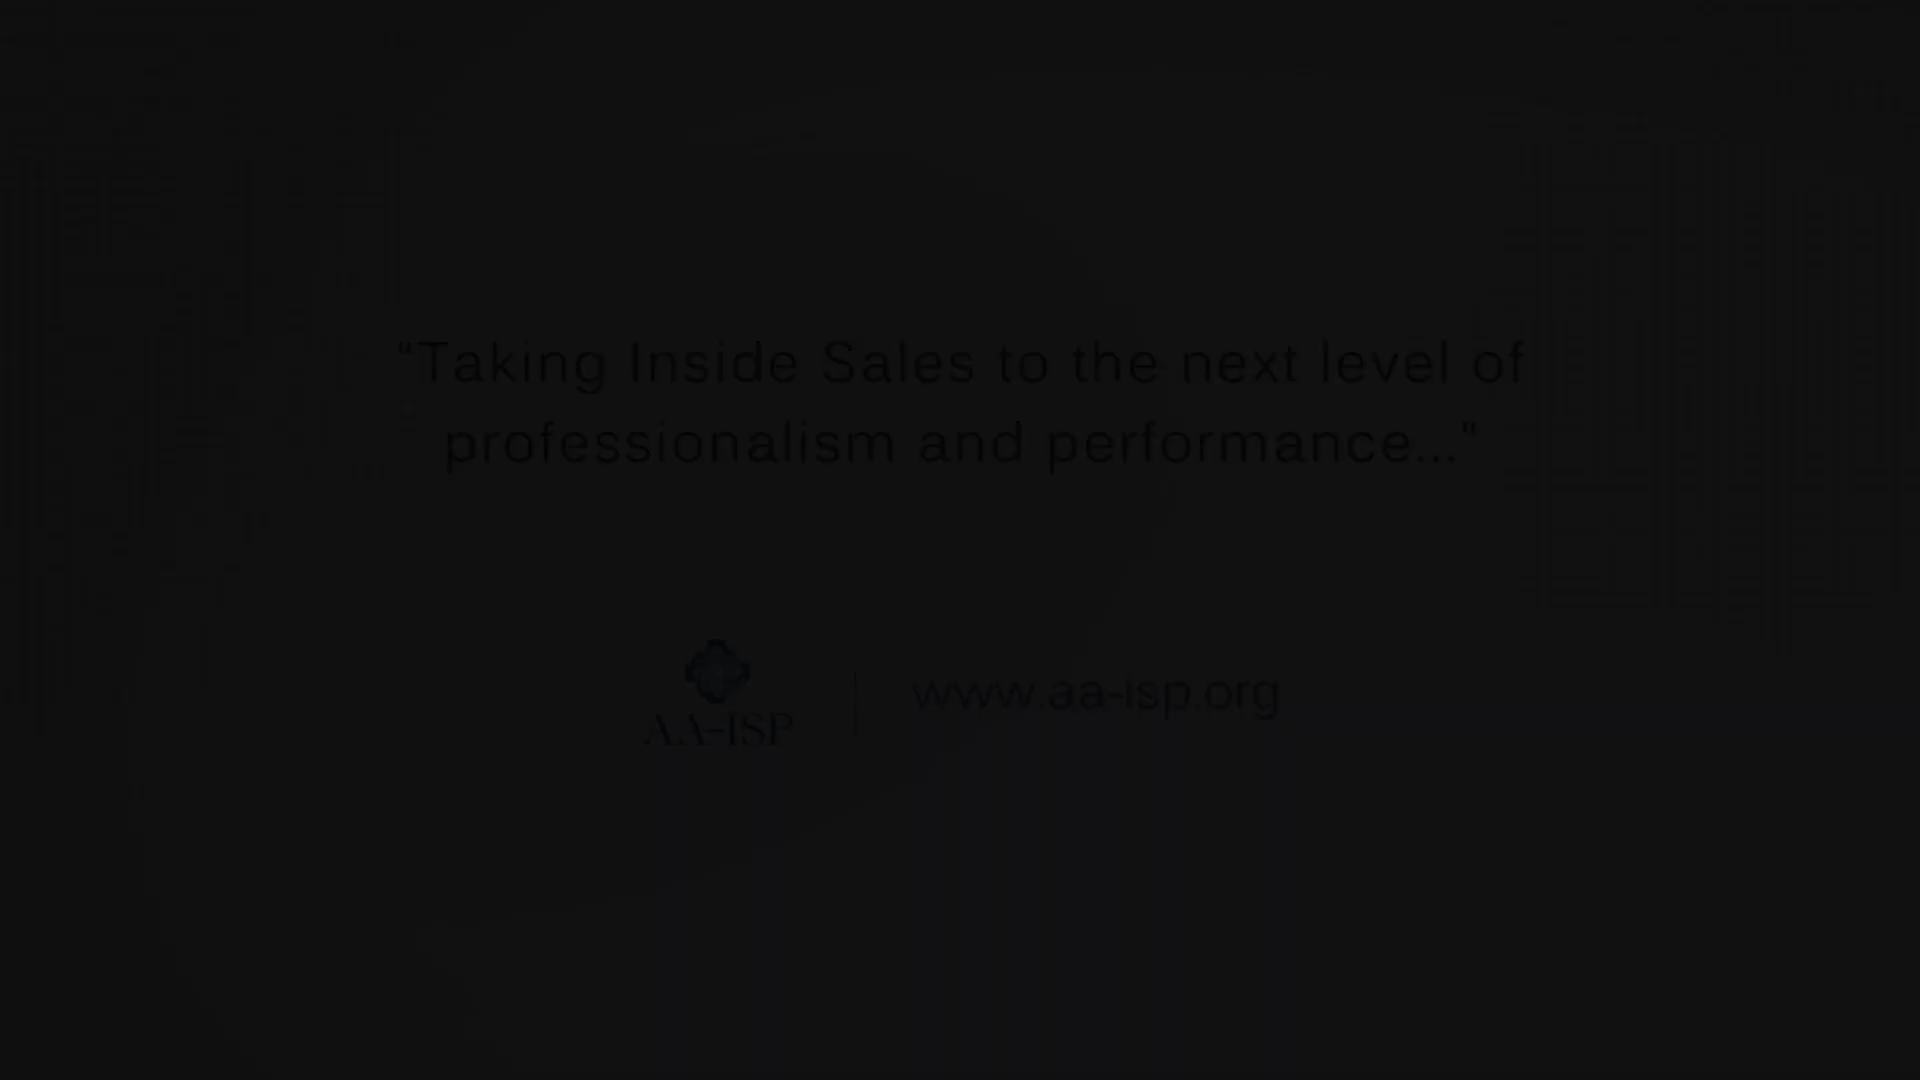 “Taking Inside Sales to the next level of
professionalism and performance..."
AA-ISP
www.aa-isp.org